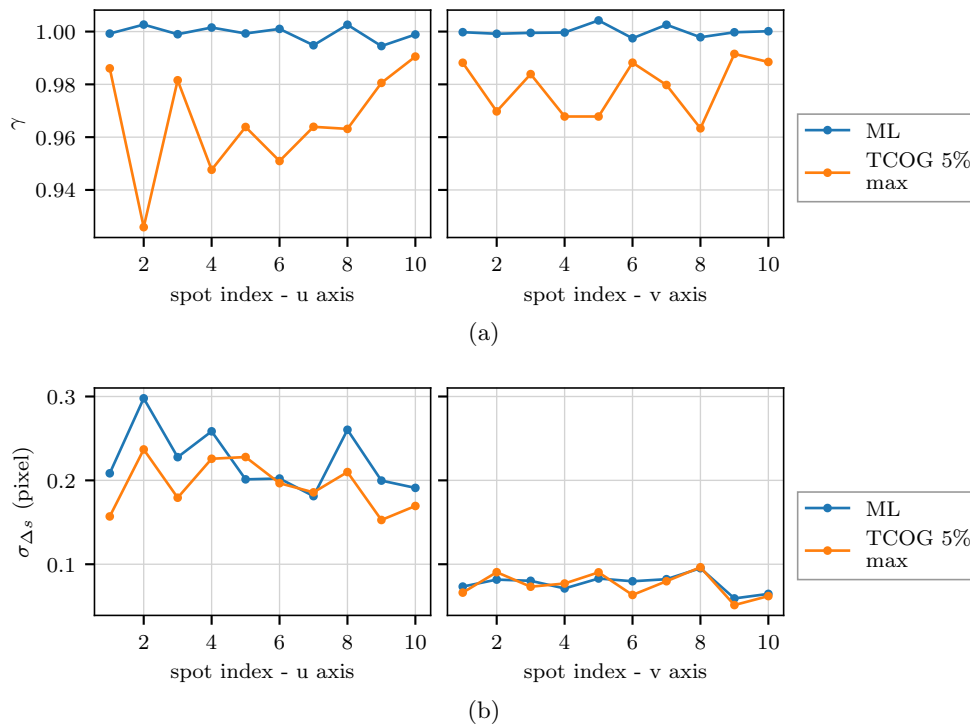 1.00
0.98
0.96
0.94
γ
2 4 6 8 10
2 4 6 8 10
spot index - u axis
spot index - v axis
ML
TCOG 5%
max
(a)
0.3
0.2
0.1
σΔs (pixel)
2 4 6 8 10
2 4 6 8 10
spot index - u axis
spot index - v axis
ML
TCOG 5%
max
(b)